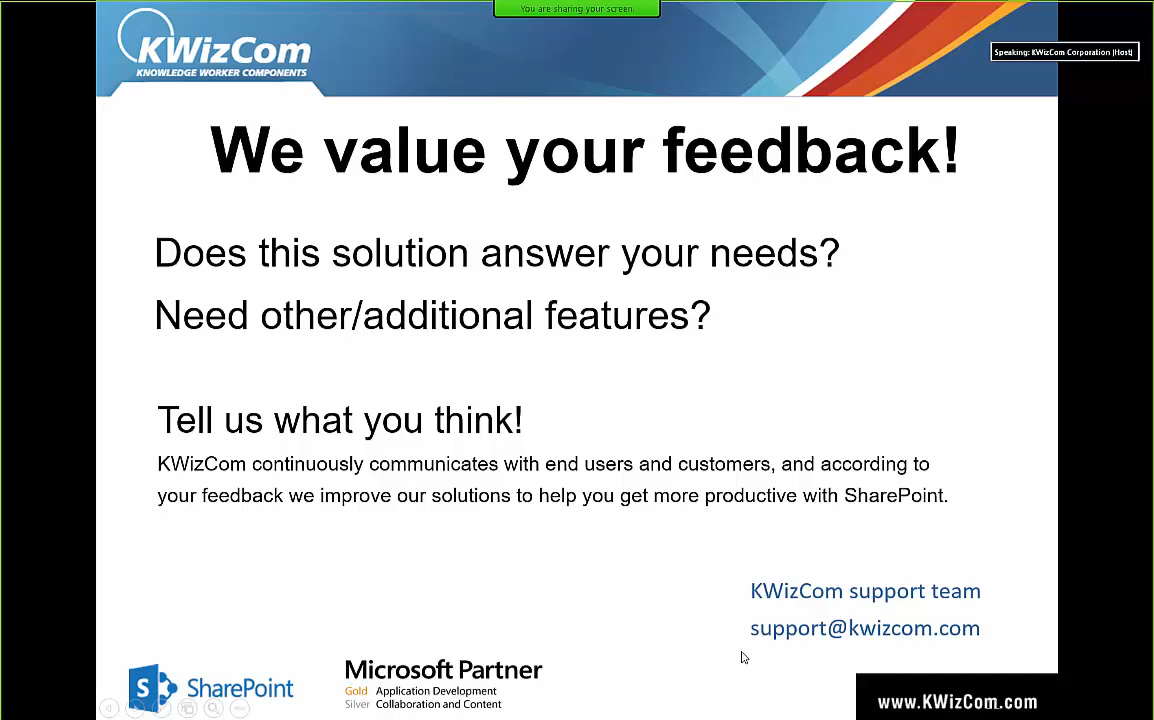 You are sharing your screen.
KWizCom
KNOWLEDGE WORKER COMPONENTS
Speaking: KWizCom Corporation (Host)
We value your feedback!
Does this solution answer your needs?
Need other/additional features?
Tell us what you think!
KWizCom continuously communicates with end users and customers, and according to
your feedback we improve our solutions to help you get more productive with SharePoint.
KWizCom support team
support@kwizcom.com
S SharePoint
Microsoft Partner
Gold Application Development
Silver Collaboration and Content
www.KWizCom.com